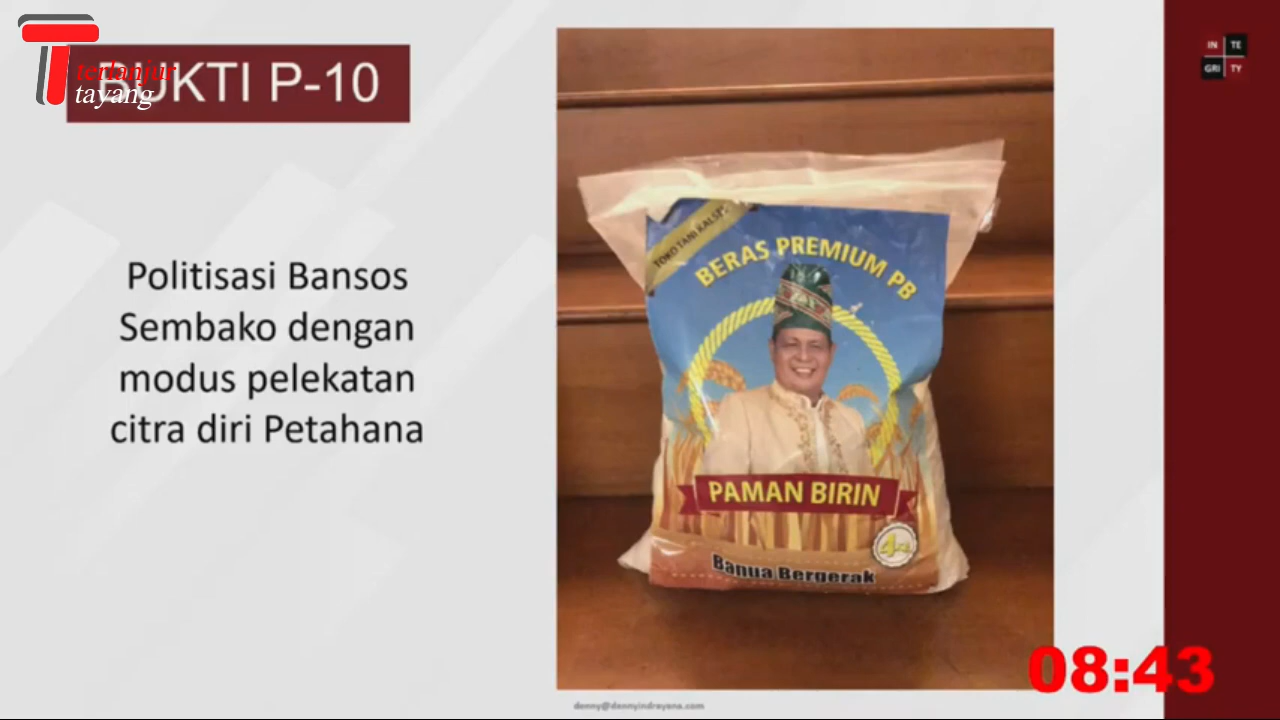 terlanjur
tayang
BUKTI P-10
IN TE
GRI TY
Politisasi Bansos
Sembako dengan
modus pelekatan
citra diri Petahana
TOKO TANI KALSEL
BERAS PREMIUM PB
PAMAN BIRIN
Banua Bergerak
08:43
denny@dennyindrayana.com